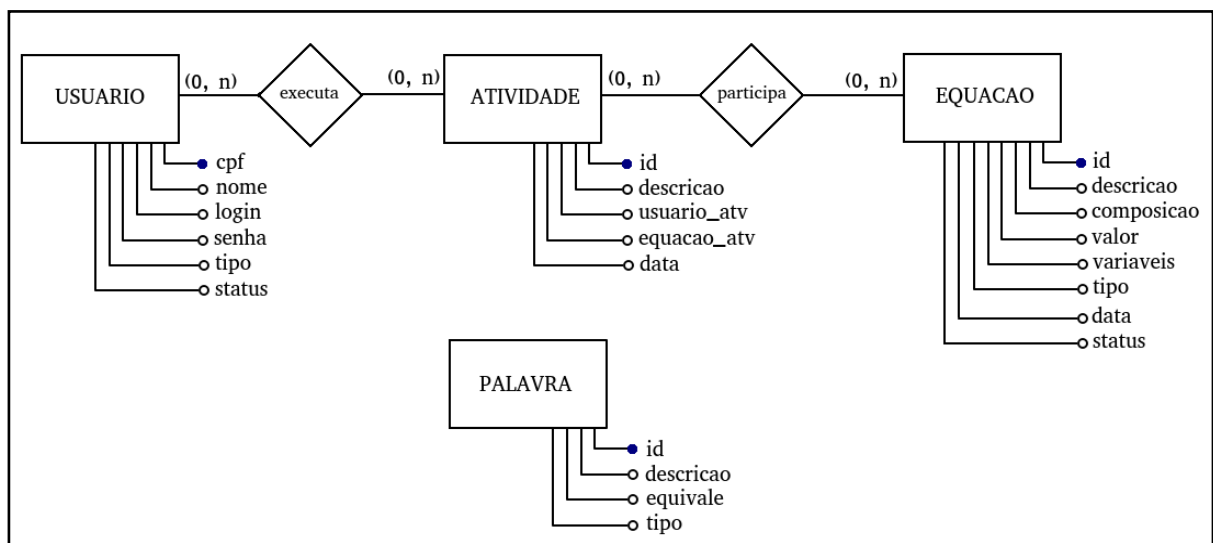 USUARIO
(0, n)
executa
(0, n)
ATIVIDADE
(0, n)
participa
(0, n)
EQUACAO
cpf
nome
login
senha
tipo
status
id
descricao
usuario_atv
equacao_atv
data
id
descricao
composicao
valor
variaveis
tipo
data
status
PALAVRA
id
descricao
equivale
tipo